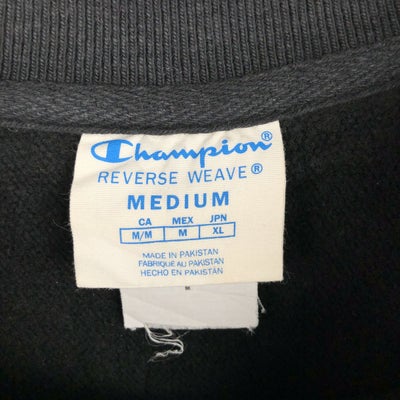 Champion®
REVERSE WEAVE®
MEDIUM
CA MEX JPN
M/M M XL
MADE IN PAKISTAN
FABRIQUÉ AU PAKISTAN
HECHO EN PAKISTÁN